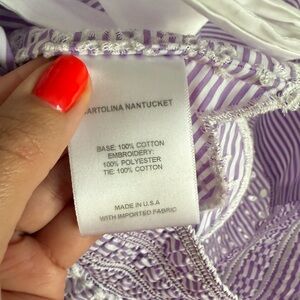 ARTOLINA NANTUCKET
BASE: 100% COTTON
EMBROIDERY:
100% POLYESTER
TIE: 100% COTTON
MADE IN U.S.A
WITH IMPORTED FABRIC